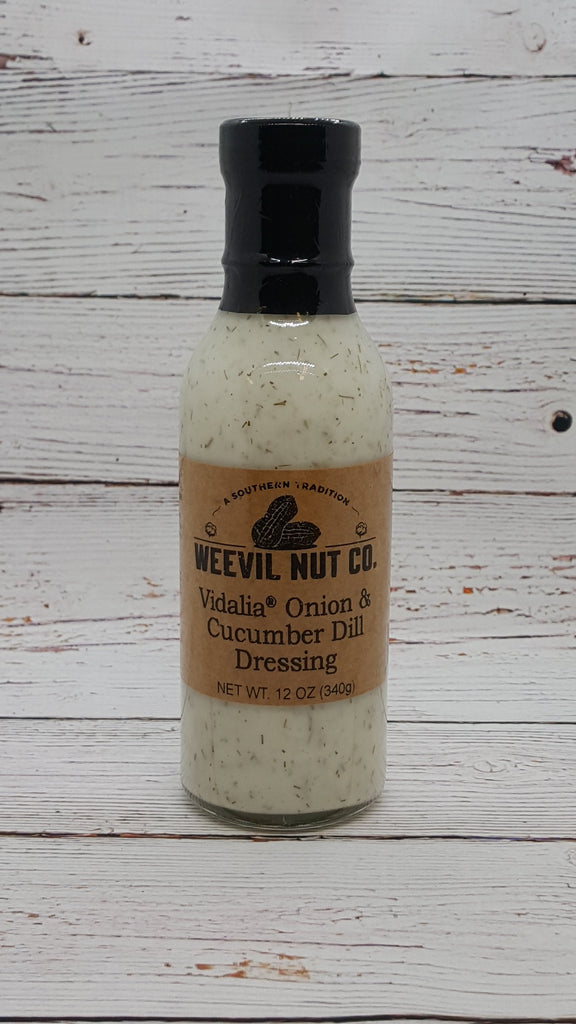 A SOUTHERN TRADITION
WEEVIL NUT CO.
Vidalia® Onion &
Cucumber Dill
Dressing
NET WT. 12 OZ (340g)